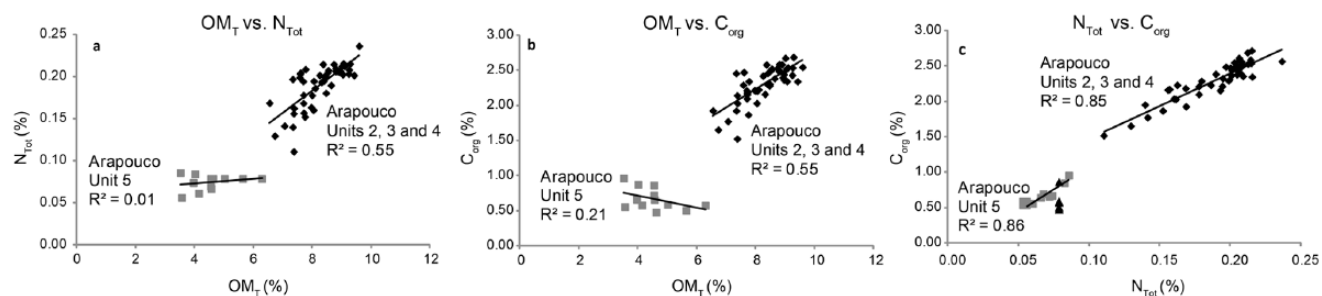 OM_T vs. N_Tot
a
0.25
0.20
0.15
0.10
0.05
0.00
N_Tot (%)
Arapouco
Units 2, 3 and 4
R² = 0.55
Arapouco
Unit 5
R² = 0.01
0 2 4 6 8 10 12
OM_T (%)
OM_T vs. C_org
b
3.00
2.50
2.00
1.50
1.00
0.50
0.00
C_org (%)
Arapouco
Units 2, 3 and 4
R² = 0.55
Arapouco
Unit 5
R² = 0.21
0 2 4 6 8 10 12
OM_T (%)
N_Tot vs. C_org
c
3.00
2.50
2.00
1.50
1.00
0.50
0.00
C_org (%)
Arapouco
Units 2, 3 and 4
R² = 0.85
Arapouco
Unit 5
R² = 0.86
0.00 0.05 0.10 0.15 0.20 0.25
N_Tot (%)